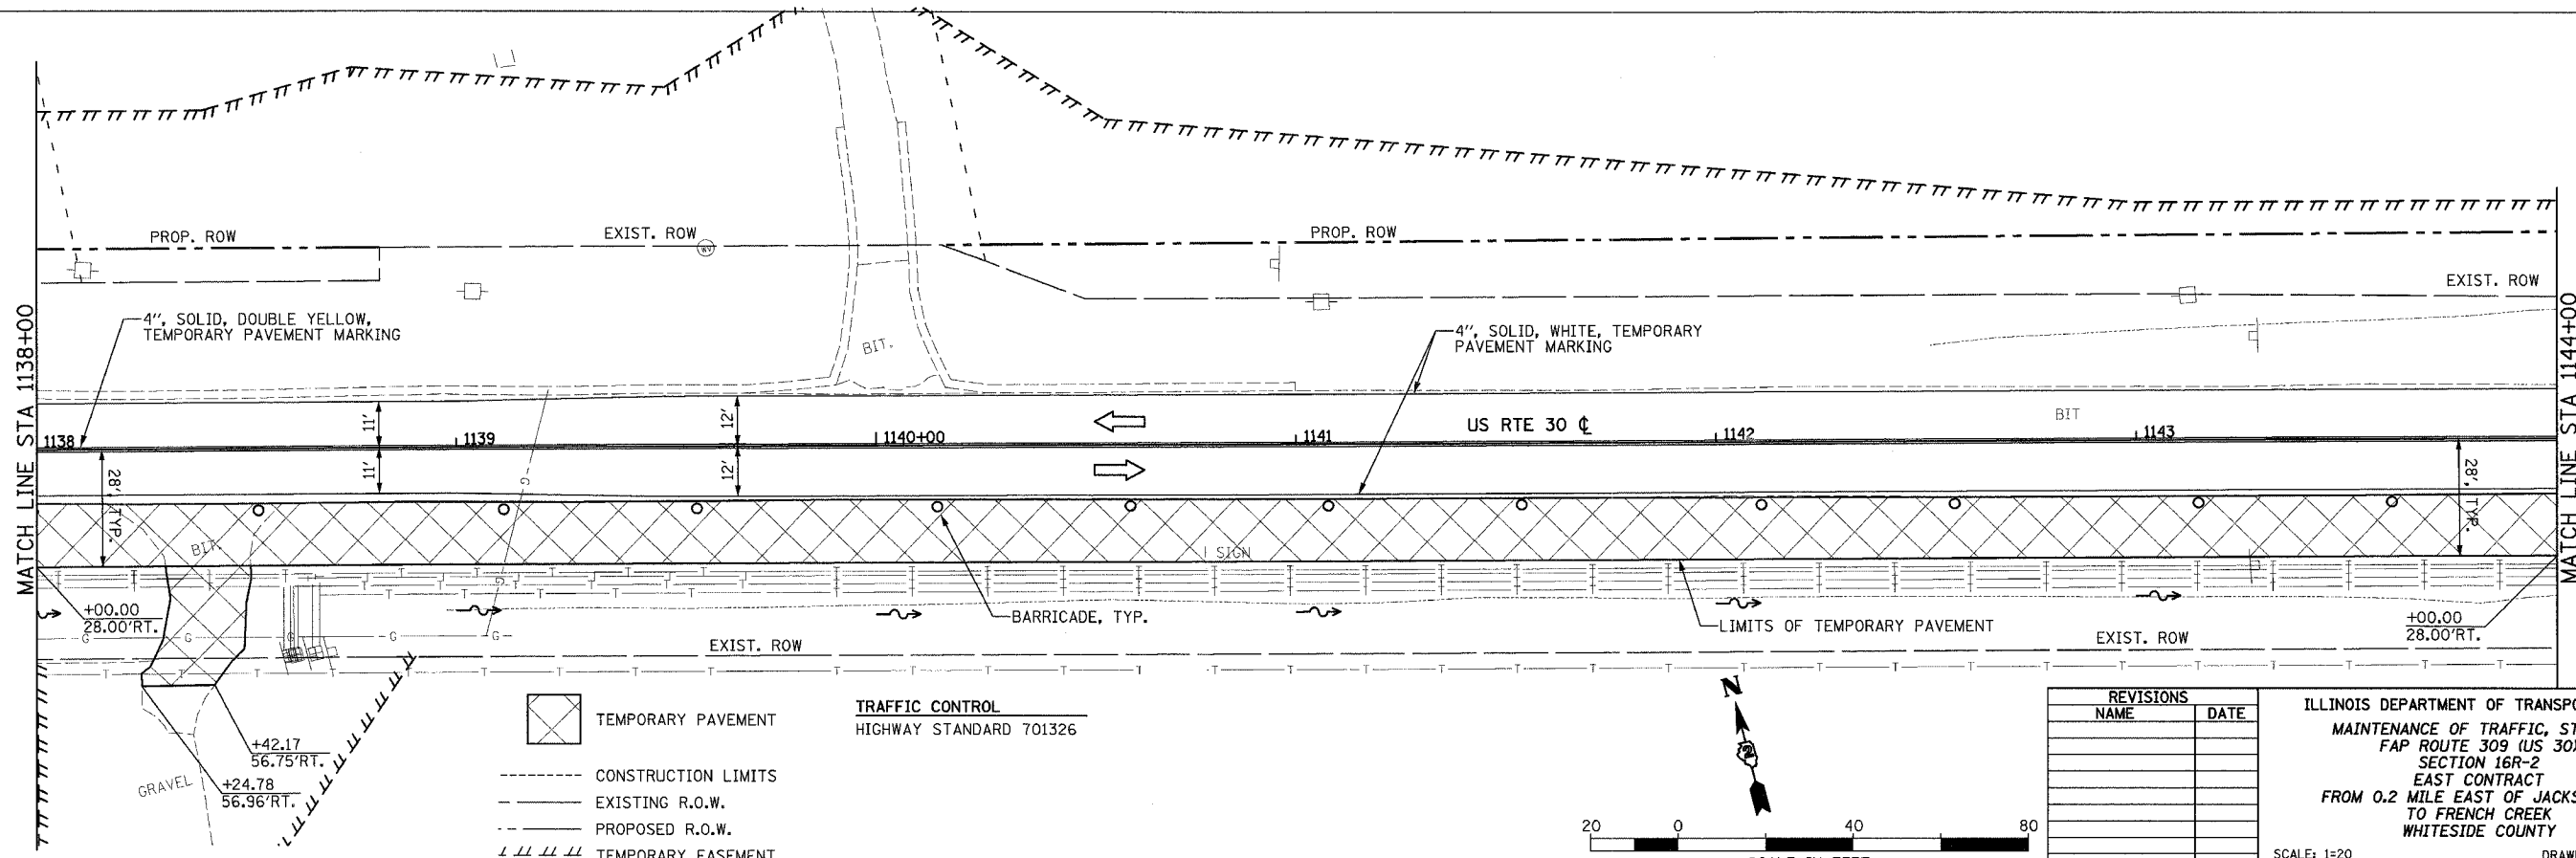 PROP. ROW
EXIST. ROW
WV
PROP. ROW
EXIST. ROW
MATCH LINE STA 1138+00
4", SOLID, DOUBLE YELLOW,
TEMPORARY PAVEMENT MARKING
BIT.
4", SOLID, WHITE, TEMPORARY
PAVEMENT MARKING
MATCH LINE STA 1144+00
11'
12'
US RTE 30 ℄
BIT
1138
1139
1140+00
1141
1142
1143
11'
12'
28', TYP.
28', TYP.
G
BIT.
SIGN
G
+00.00
28.00'RT.
BARRICADE, TYP.
LIMITS OF TEMPORARY PAVEMENT
+00.00
28.00'RT.
G G G G G
EXIST. ROW
EXIST. ROW
TEMPORARY PAVEMENT
TRAFFIC CONTROL
HIGHWAY STANDARD 701326
N
2
+42.17
56.75'RT.
GRAVEL
+24.78
56.96'RT.
CONSTRUCTION LIMITS
EXISTING R.O.W.
PROPOSED R.O.W.
TEMPORARY EASEMENT
20 0 40 80
REVISIONS
NAME DATE
ILLINOIS DEPARTMENT OF TRANSPO
MAINTENANCE OF TRAFFIC, ST
FAP ROUTE 309 (US 30)
SECTION 16R-2
EAST CONTRACT
FROM 0.2 MILE EAST OF JACKS
TO FRENCH CREEK
WHITESIDE COUNTY
SCALE: 1=20 DRAW